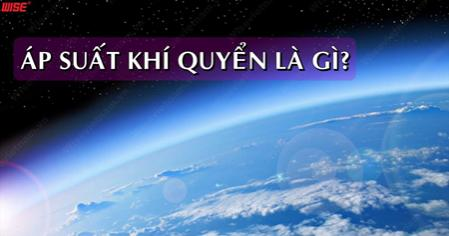 WISE®
ÁP SUẤT KHÍ QUYỂN LÀ GÌ?